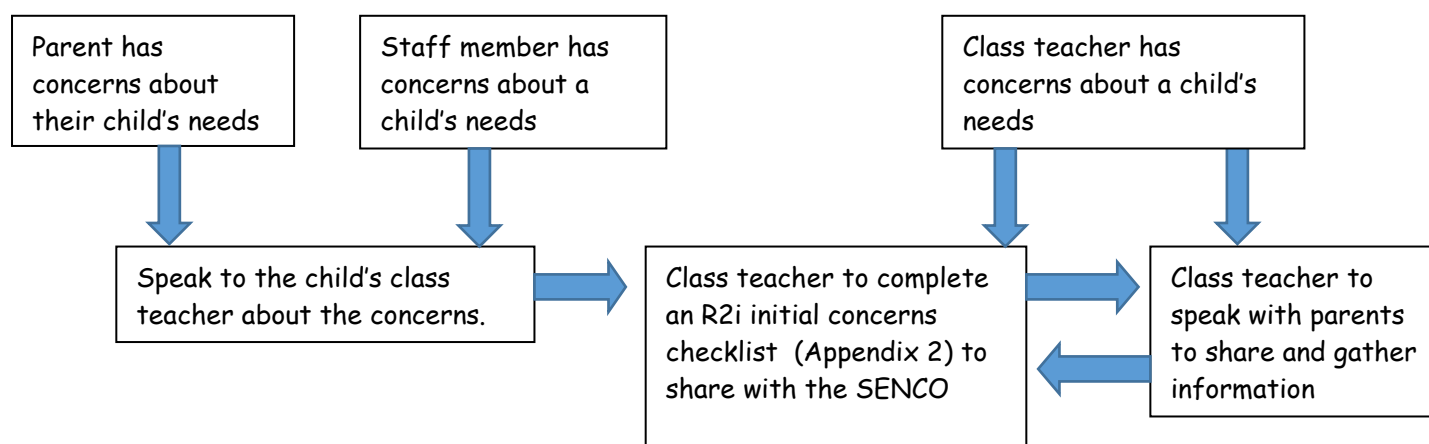 Parent has
concerns about
their child's needs
Staff member has
concerns about a
child's needs
Class teacher has
concerns about a child's
needs
Speak to the child's class
teacher about the concerns.
Class teacher to complete
an R2i initial concerns
checklist  (Appendix 2) to
share with the SENCO
Class teacher to
speak with parents
to share and gather
information